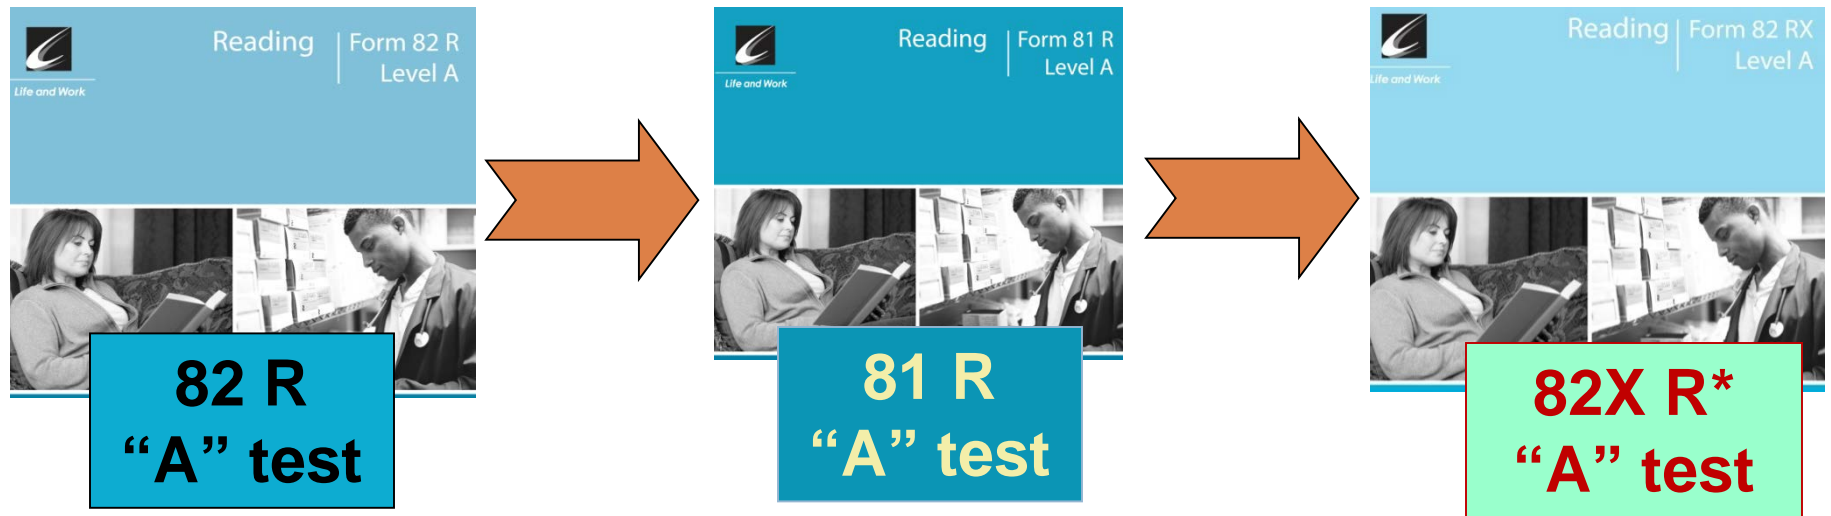 Reading
Form 82 R
Level A
Life and Work
82 R
“A” test
Reading
Form 81 R
Level A
Life and Work
81 R
“A” test
Reading
Form 82 RX
Level A
Life and Work
82X R*
“A” test